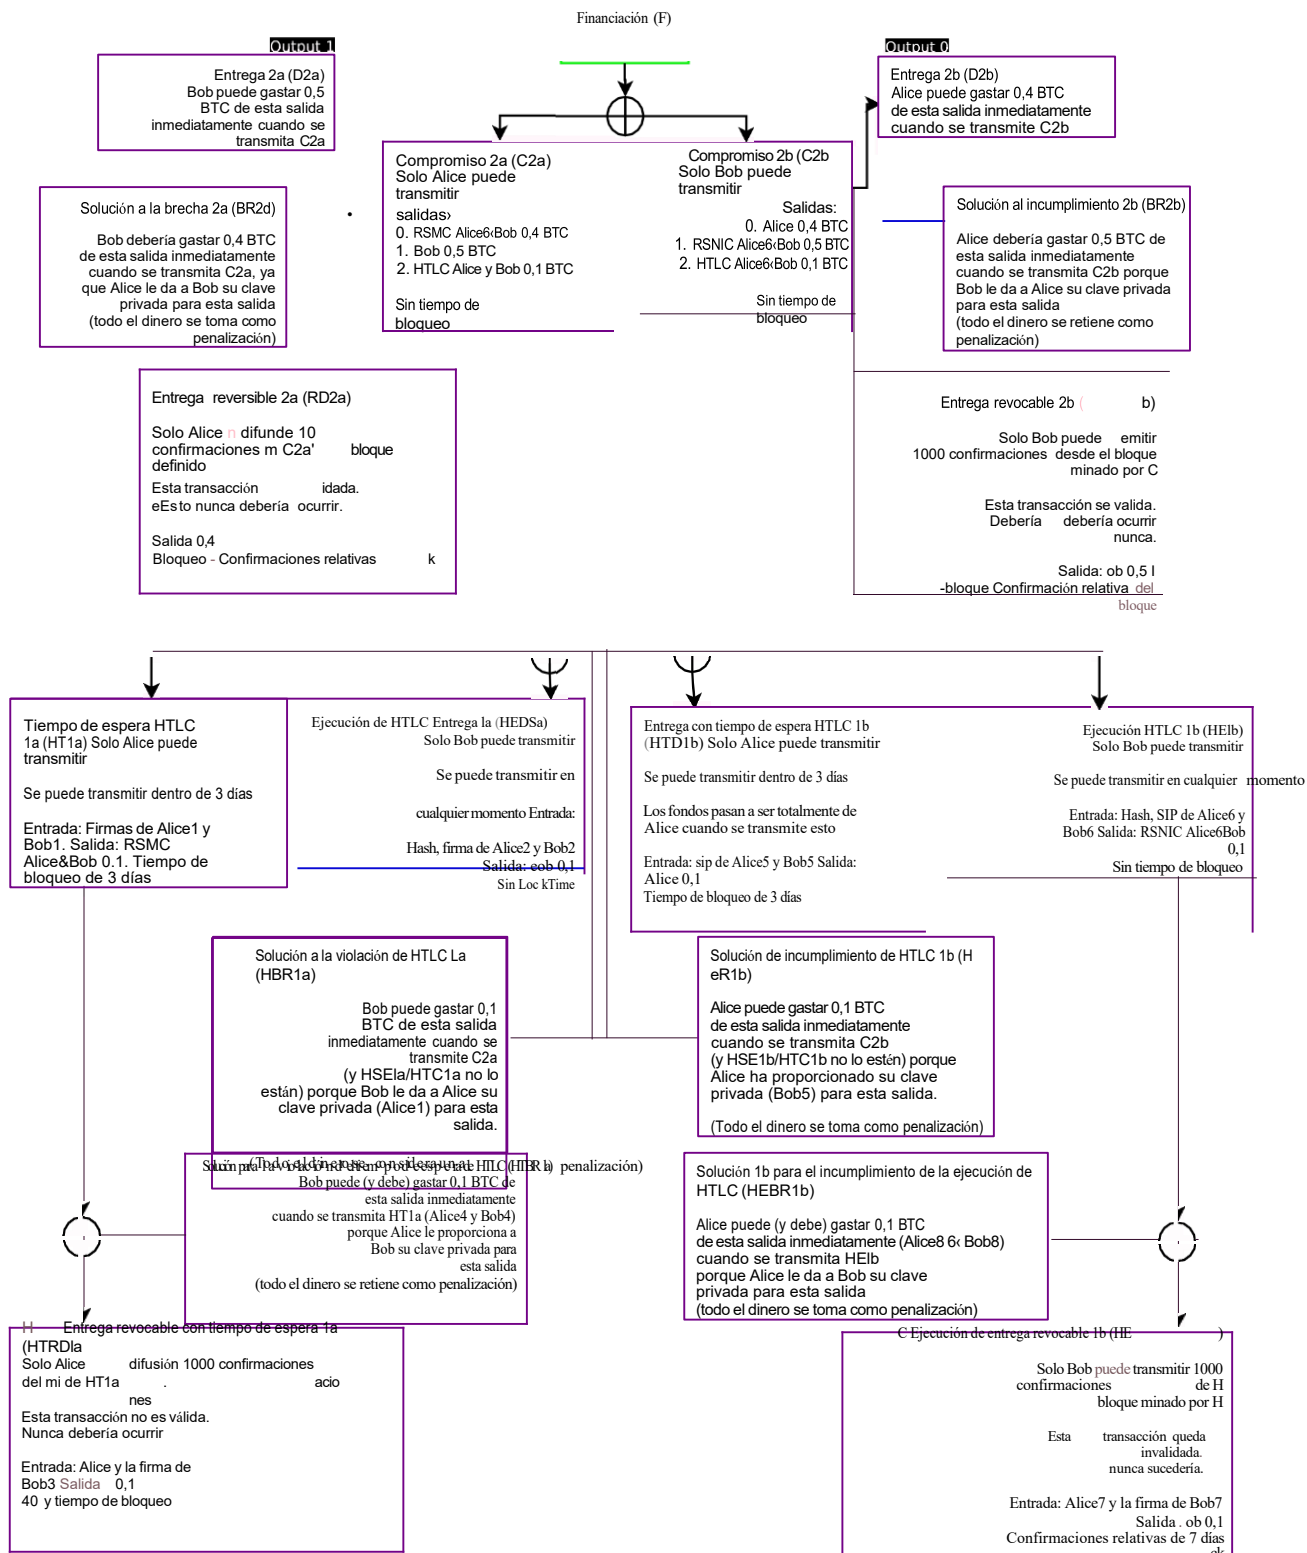 Financiación (F)
Output 1
Entrega 2a (D2a)
Bob puede gastar 0,5
BTC de esta salida
inmediatamente cuando se
transmita C2a
Output 0
Entrega 2b (D2b)
Alice puede gastar 0,4 BTC
de esta salida inmediatamente
cuando se transmite C2b
Compromiso 2a (C2a)
Solo Alice puede
transmitir
salidas›
0. RSMC Alice6‹Bob 0,4 BTC
1. Bob 0,5 BTC
2. HTLC Alice y Bob 0,1 BTC
Sin tiempo de
bloqueo
Compromiso 2b (C2b
Solo Bob puede
transmitir
Salidas:
0. Alice 0,4 BTC
1. RSNIC Alice6‹Bob 0,5 BTC
2. HTLC Alice6‹Bob 0,1 BTC
Sin tiempo de
bloqueo
Solución a la brecha 2a (BR2d)
Bob debería gastar 0,4 BTC
de esta salida inmediatamente
cuando se transmita C2a, ya
que Alice le da a Bob su clave
privada para esta salida
(todo el dinero se toma como
penalización)
Solución al incumplimiento 2b (BR2b)
Alice debería gastar 0,5 BTC de
esta salida inmediatamente
cuando se transmita C2b porque
Bob le da a Alice su clave privada
para esta salida
(todo el dinero se retiene como
penalización)
Entrega reversible 2a (RD2a)
Solo Alice n difunde 10
confirmaciones m C2a' bloque
definido
Esta transacción idada.
eEsto nunca debería ocurrir.
Salida 0,4
Bloqueo - Confirmaciones relativas k
Entrega revocable 2b ( b)
Solo Bob puede emitir
1000 confirmaciones desde el bloque
minado por C
Esta transacción se valida.
Debería debería ocurrir
nunca.
Salida: ob 0,5 l
-bloque Confirmación relativa del
bloque
Tiempo de espera HTLC
1a (HT1a) Solo Alice puede
transmitir
Se puede transmitir dentro de 3 días
Entrada: Firmas de Alice1 y
Bob1. Salida: RSMC
Alice&Bob 0.1. Tiempo de
bloqueo de 3 días
Ejecución de HTLC Entrega la (HEDSa)
Solo Bob puede transmitir
Se puede transmitir en
cualquier momento Entrada:
Hash, firma de Alice2 y Bob2
Salida: eob 0,1
Sin Loc kTime
Entrega con tiempo de espera HTLC 1b
(HTD1b) Solo Alice puede transmitir
Se puede transmitir dentro de 3 días
Los fondos pasan a ser totalmente de
Alice cuando se transmite esto
Entrada: sip de Alice5 y Bob5 Salida:
Alice 0,1
Tiempo de bloqueo de 3 días
Ejecución HTLC 1b (HElb)
Solo Bob puede transmitir
Se puede transmitir en cualquier momento
Entrada: Hash, SIP de Alice6 y
Bob6 Salida: RSNIC Alice6Bob
0,1
Sin tiempo de bloqueo
Solución a la violación de HTLC La
(HBR1a)
Bob puede gastar 0,1
BTC de esta salida
inmediatamente cuando se
transmite C2a
(y HSEla/HTC1a no lo
están) porque Bob le da a Alice su
clave privada (Alice1) para esta
salida.
penalización)
Bob puede (y debe) gastar 0,1 BTC de
esta salida inmediatamente
cuando se transmita HT1a (Alice4 y Bob4)
porque Alice le proporciona a
Bob su clave privada para
esta salida
(todo el dinero se retiene como penalización)
Solución de incumplimiento de HTLC 1b (H
eR1b)
Alice puede gastar 0,1 BTC
de esta salida inmediatamente
cuando se transmita C2b
(y HSE1b/HTC1b no lo estén) porque
Alice ha proporcionado su clave
privada (Bob5) para esta salida.
(Todo el dinero se toma como penalización)
Solución 1b para el incumplimiento de la ejecución de
HTLC (HEBR1b)
Alice puede (y debe) gastar 0,1 BTC
de esta salida inmediatamente (Alice8 6‹ Bob8)
cuando se transmita HElb
porque Alice le da a Bob su clave
privada para esta salida
(todo el dinero se toma como penalización)
H Entrega revocable con tiempo de espera 1a
(HTRDla
Solo Alice difusión 1000 confirmaciones
del mi de HT1a . acio
nes
Esta transacción no es válida.
Nunca debería ocurrir
Entrada: Alice y la firma de
Bob3 Salida 0,1
40 y tiempo de bloqueo
C Ejecución de entrega revocable 1b (HE )
Solo Bob puede transmitir 1000
confirmaciones de H
bloque minado por H
Esta transacción queda
invalidada.
nunca sucedería.
Entrada: Alice7 y la firma de Bob7
Salida . ob 0,1
Confirmaciones relativas de 7 días